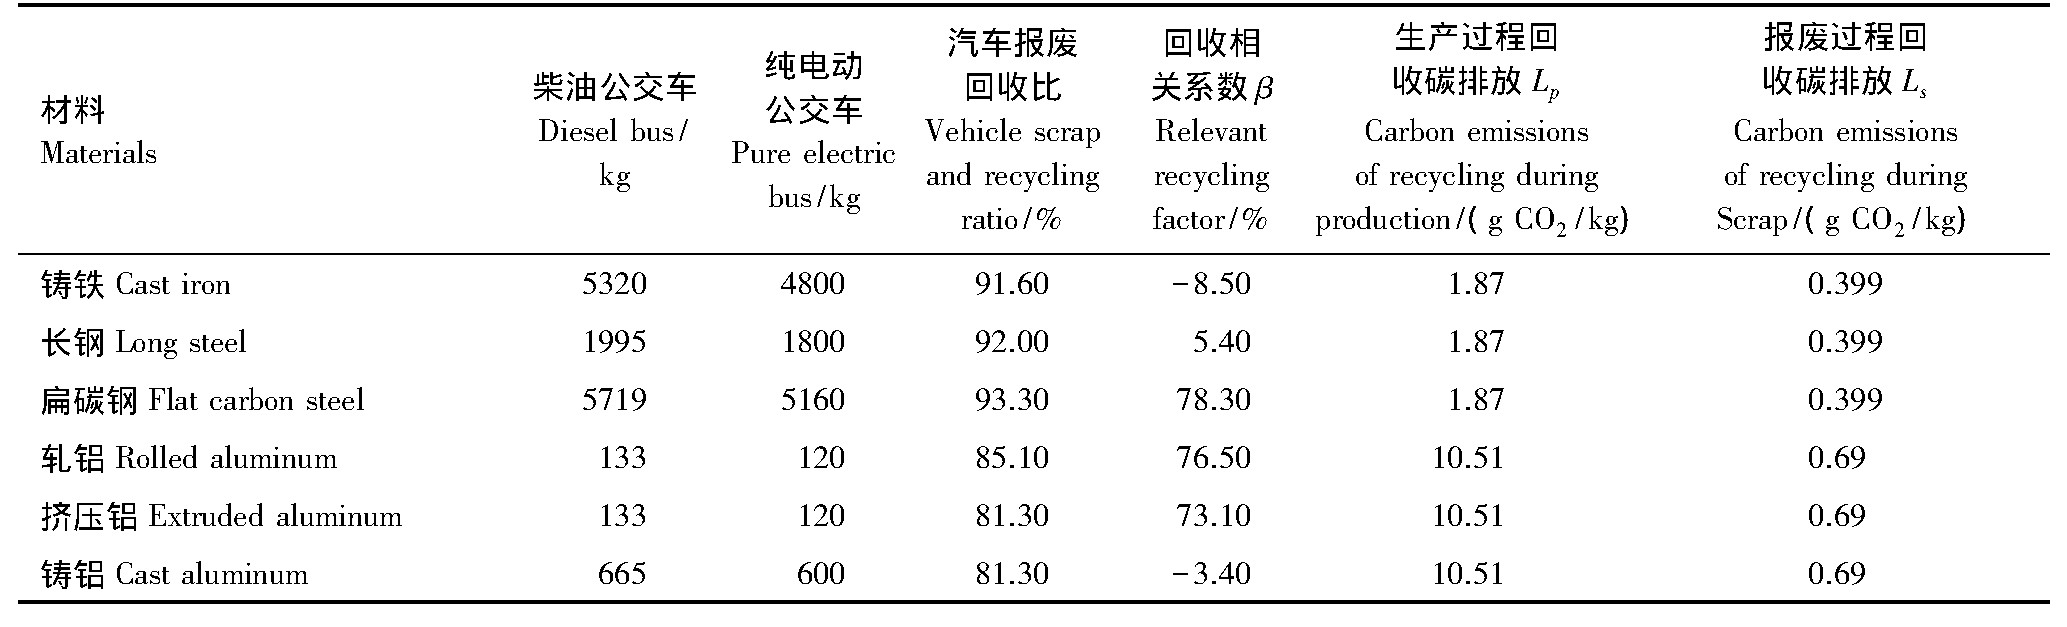 材料
Materials
柴油公交车
Diesel bus/
kg
纯电动
公交车
Pure electric
bus/kg
汽车报废
回收比
Vehicle scrap
and recycling
ratio/%
回收相
关系数β
Relevant
recycling
factor/%
生产过程回
收碳排放 Lp
Carbon emissions
of recycling during
production/( g CO2 /kg)
报废过程回
收碳排放 Ls
Carbon emissions
of recycling during
Scrap/( g CO2 /kg)
铸铁 Cast iron 5320 4800 91.60 -8.50 1.87 0.399
长钢 Long steel 1995 1800 92.00 5.40 1.87 0.399
扁碳钢 Flat carbon steel 5719 5160 93.30 78.30 1.87 0.399
轧铝 Rolled aluminum 133 120 85.10 76.50 10.51 0.69
挤压铝 Extruded aluminum 133 120 81.30 73.10 10.51 0.69
铸铝 Cast aluminum 665 600 81.30 -3.40 10.51 0.69